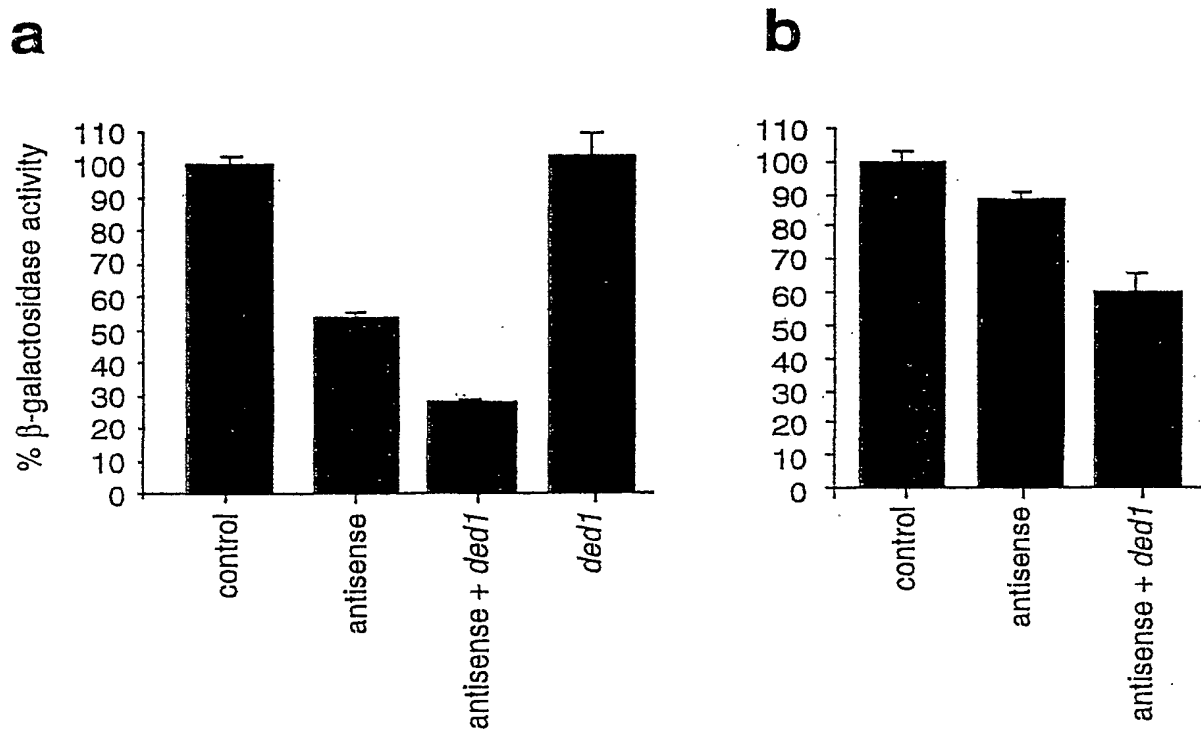 a
% β-galactosidase activity
110
100
90
80
70
60
50
40
30
20
10
0
control
antisense
antisense + ded1
ded1
b
110
100
90
80
70
60
50
40
30
20
10
0
control
antisense
antisense + ded1